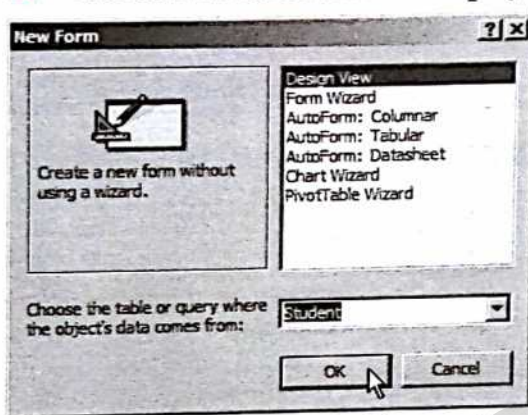 New Form
Design View
Form Wizard
AutoForm: Columnar
AutoForm: Tabular
AutoForm: Datasheet
Chart Wizard
PivotTable Wizard
Create a new form without
using a wizard.
Choose the table or query where
the object's data comes from:
Student
OK
Cancel